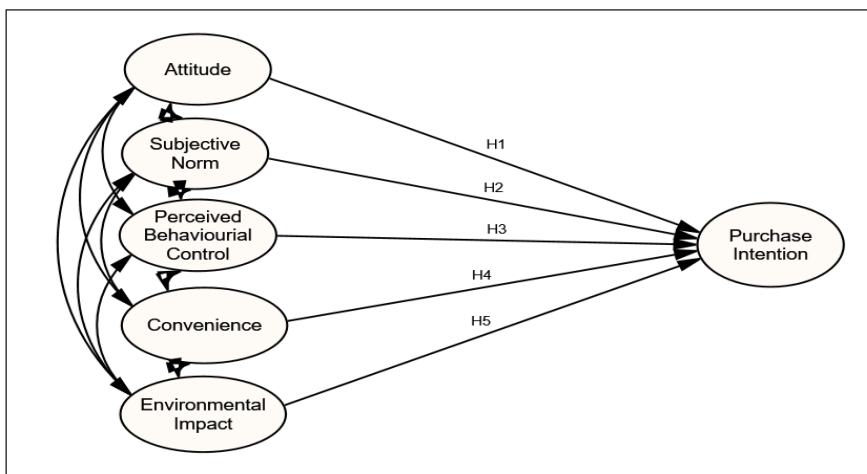 Attitude
H1
Subjective
Norm
H2
Perceived
Behaviourial
Control
H3
Purchase
Intention
H4
Convenience
H5
Environmental
Impact